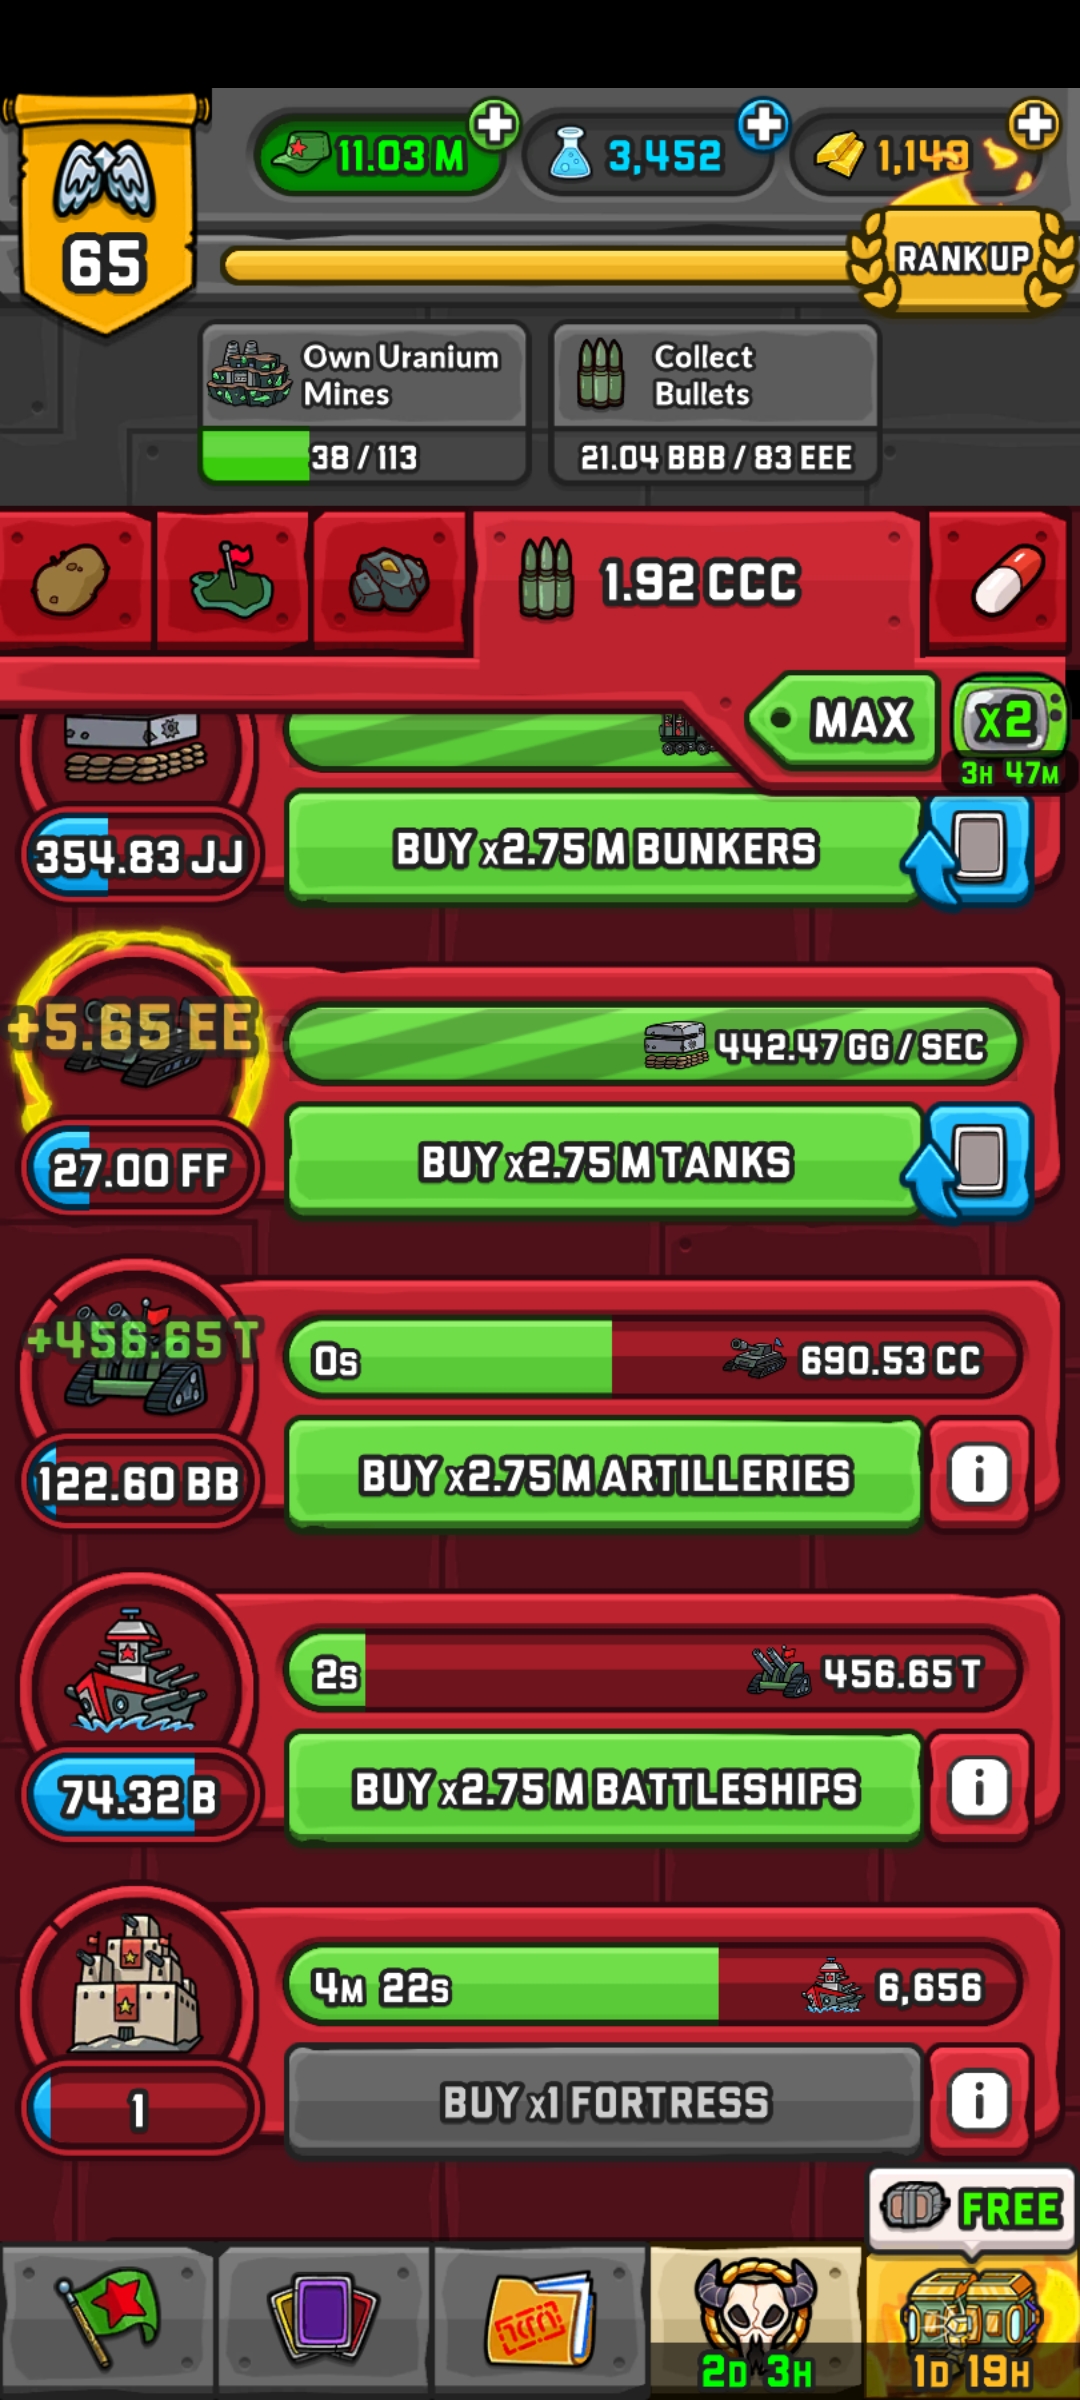 11.03 M
3,452
1,149
65
RANK UP
Own Uranium
Mines
38 / 113
Collect
Bullets
21.04 BBB / 83 EEE
1.92 CCC
MAX
x2
3H 47M
354.83 JJ
BUY x2.75 M BUNKERS
+5.65 EE
442.47 GG / SEC
27.00 FF
BUY x2.75 M TANKS
+456.65 T
0s
690.53 CC
122.60 BB
BUY x2.75 M ARTILLERIES
2s
456.65 T
74.32 B
BUY x2.75 M BATTLESHIPS
4M 22s
6,656
1
BUY x1 FORTRESS
FREE
2D 3H
1D 19H